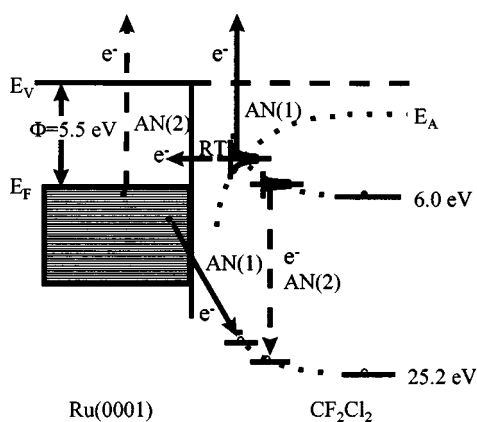 e⁻ e⁻
E_V
Φ=5.5 eV AN(2) AN(1) E_A
e⁻ RT
E_F 6.0 eV
AN(1) e⁻
AN(2)
e⁻
25.2 eV
Ru(0001) CF₂Cl₂